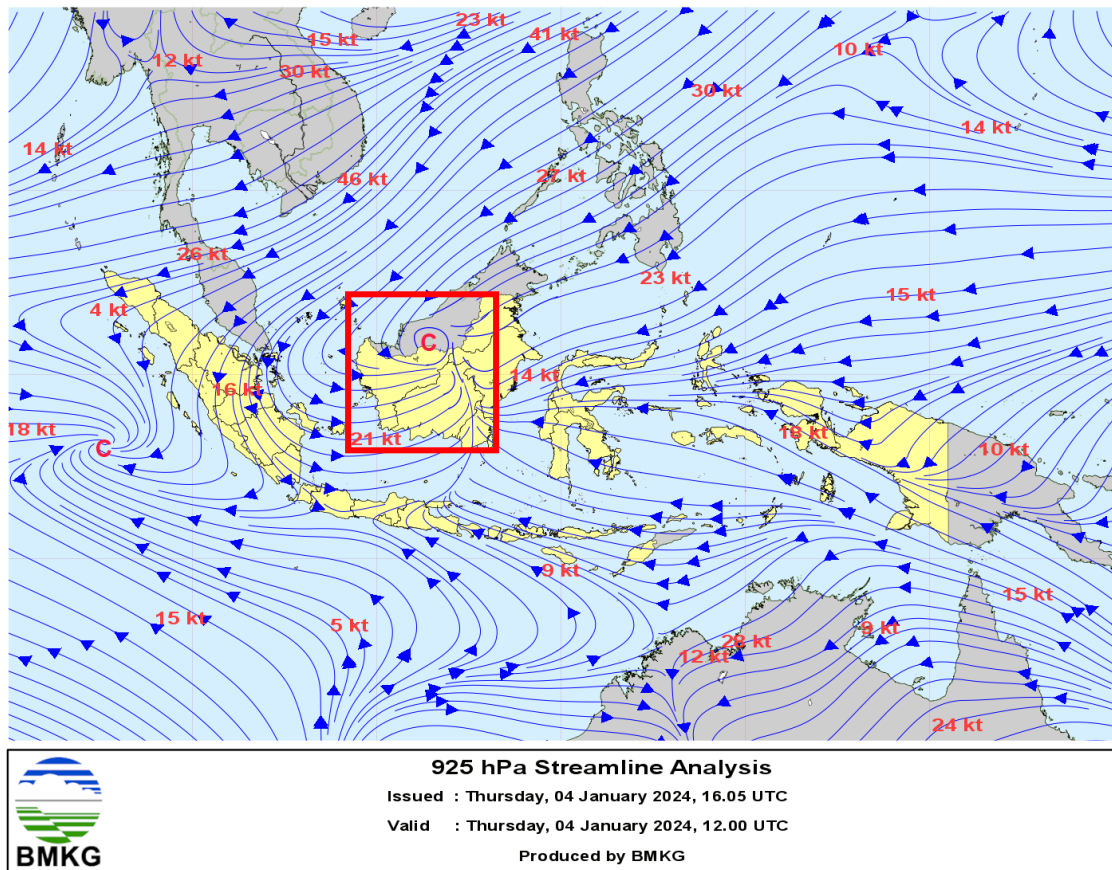 23 kt
15 kt
41 kt
10 kt
12 kt
30 kt
30 kt
14 kt
14 kt
46 kt
27 kt
26 kt
23 kt
15 kt
4 kt
C
14 kt
16 kt
18 kt
C
21 kt
18 kt
10 kt
9 kt
15 kt
15 kt
5 kt
9 kt
28 kt
12 kt
24 kt
925 hPa Streamline Analysis
Issued : Thursday, 04 January 2024, 16.05 UTC
Valid : Thursday, 04 January 2024, 12.00 UTC
Produced by BMKG
BMKG